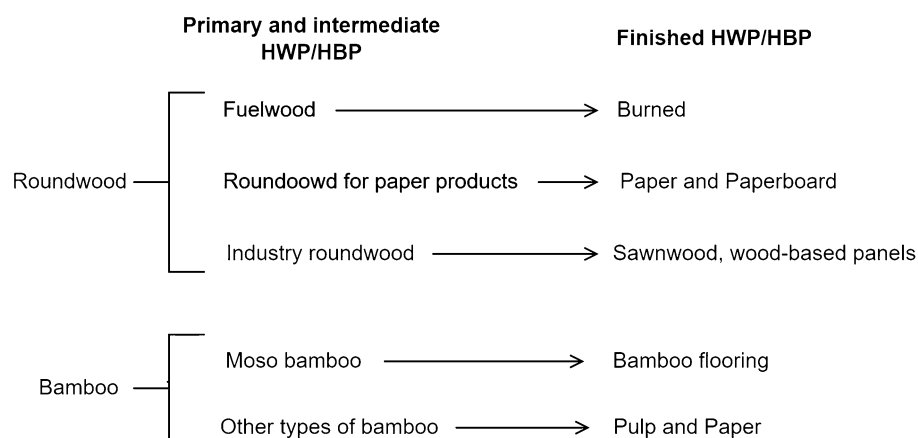 Primary and intermediate
HWP/HBP
Finished HWP/HBP
Fuelwood
Burned
Roundwood
Roundoowd for paper products
Paper and Paperboard
Industry roundwood
Sawnwood, wood-based panels
Moso bamboo
Bamboo flooring
Bamboo
Other types of bamboo
Pulp and Paper